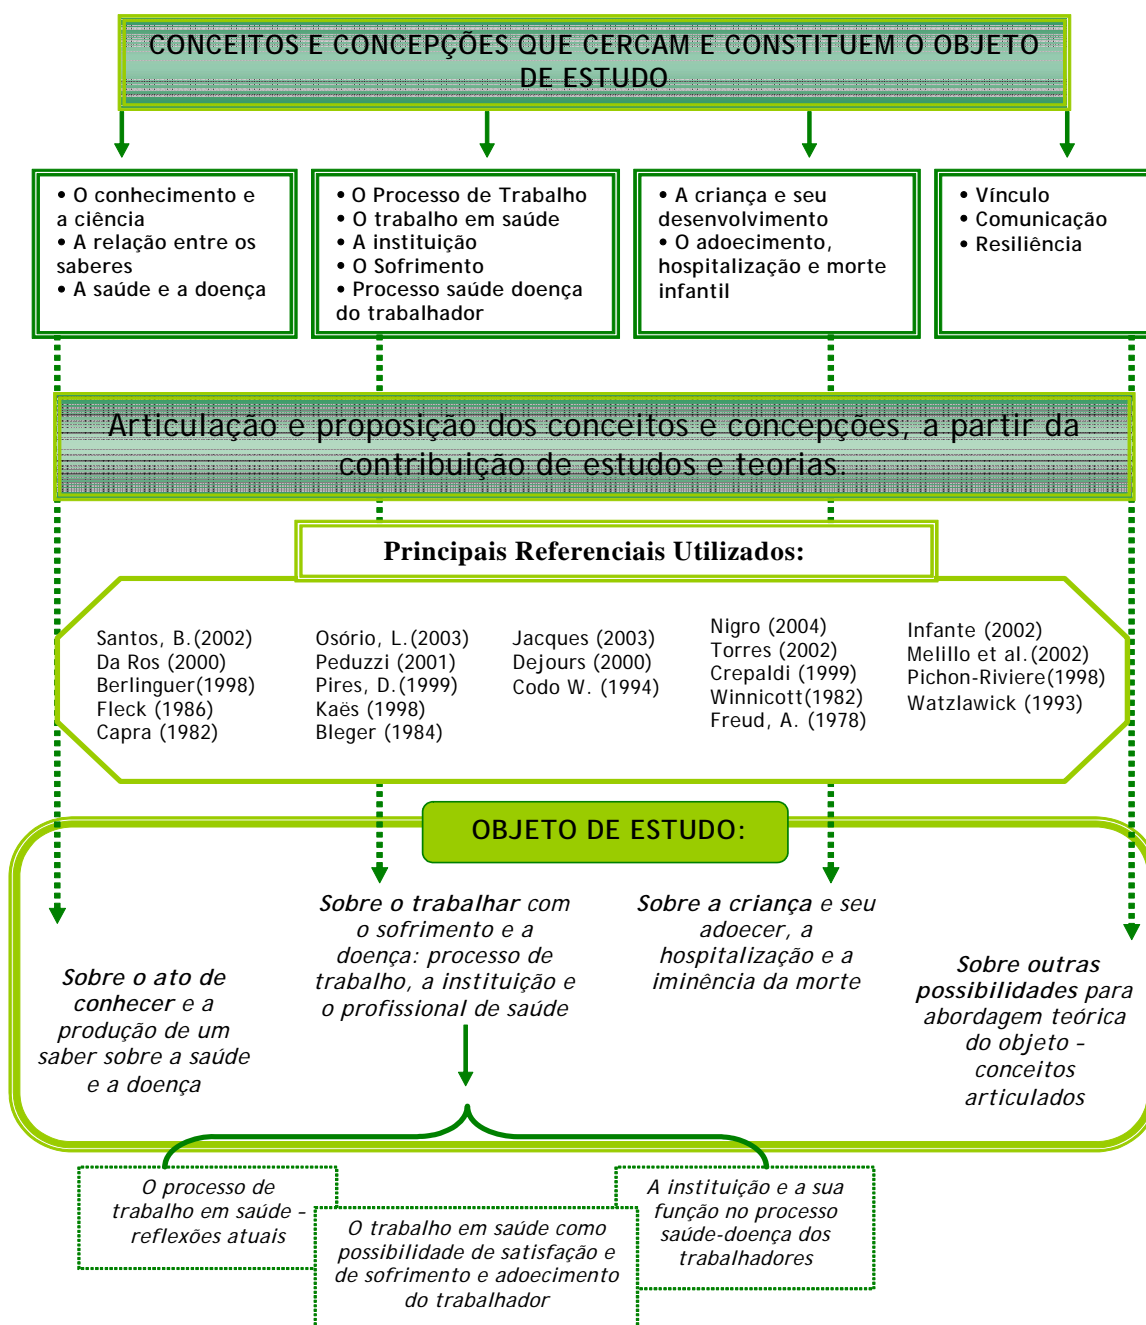 CONCEITOS E CONCEPÇÕES QUE CERCAM E CONSTITUEM O OBJETO
DE ESTUDO
• O conhecimento e
a ciência
• A relação entre os
saberes
• A saúde e a doença
• O Processo de Trabalho
• O trabalho em saúde
• A instituição
• O Sofrimento
• Processo saúde doença
do trabalhador
• A criança e seu
desenvolvimento
• O adoecimento,
hospitalização e morte
infantil
• Vínculo
• Comunicação
• Resiliência
Articulação e proposição dos conceitos e concepções, a partir da
contribuição de estudos e teorias.
Principais Referenciais Utilizados:
Santos, B.(2002)
Da Ros (2000)
Berlinguer(1998)
Fleck (1986)
Capra (1982)
Osório, L.(2003)
Peduzzi (2001)
Pires, D.(1999)
Kaës (1998)
Bleger (1984)
Jacques (2003)
Dejours (2000)
Codo W. (1994)
Nigro (2004)
Torres (2002)
Crepaldi (1999)
Winnicott(1982)
Freud, A. (1978)
Infante (2002)
Melillo et al.(2002)
Pichon-Riviere(1998)
Watzlawick (1993)
OBJETO DE ESTUDO:
Sobre o ato de
conhecer e a
produção de um
saber sobre a saúde
e a doença
Sobre o trabalhar com
o sofrimento e a
doença: processo de
trabalho, a instituição e
o profissional de saúde
Sobre a criança e seu
adoecer, a
hospitalização e a
iminência da morte
Sobre outras
possibilidades para
abordagem teórica
do objeto –
conceitos
articulados
O processo de
trabalho em saúde –
reflexões atuais
O trabalho em saúde como
possibilidade de satisfação e
de sofrimento e adoecimento
do trabalhador
A instituição e a sua
função no processo
saúde-doença dos
trabalhadores